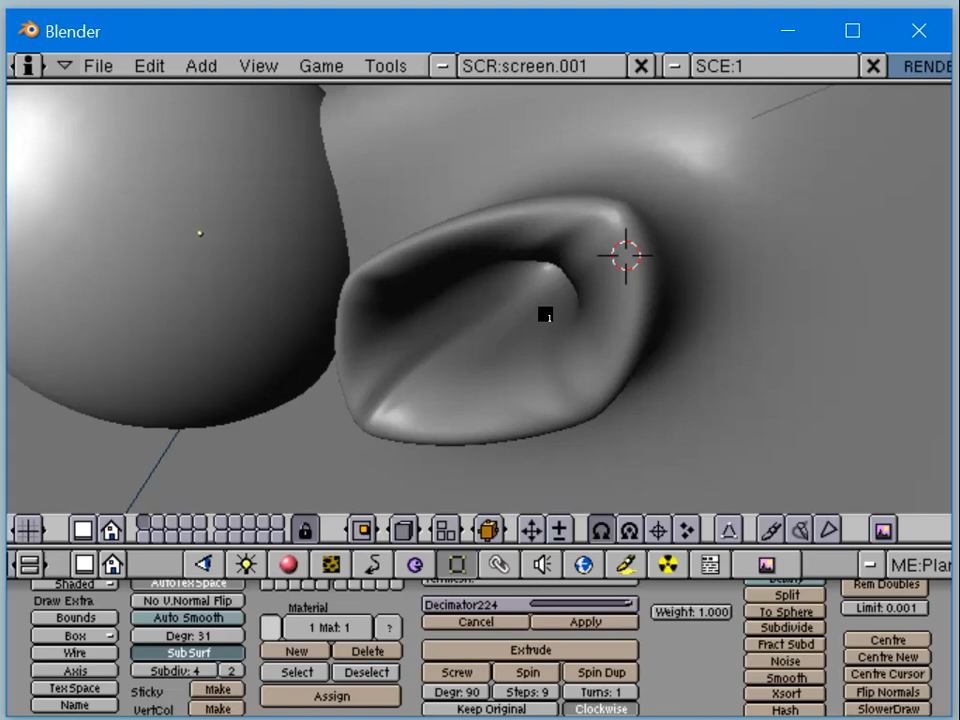 Blender
File Edit Add View Game Tools SCR:screen.001 SCE:1 RENDE
ME:Plan
Shaded AutoTexSpace
Draw Extra No V.Normal Flip
Bounds Auto Smooth
Box Degr: 31
Wire SubSurf
Axis Subdiv: 4 2
TexSpace Sticky Make
Name VertCol Make
Material
1 Mat: 1 ?
New Delete
Select Deselect
Assign
Decimator224
Cancel Apply
Extrude
Screw Spin Spin Dup
Degr: 90 Steps: 9 Turns: 1
Keep Original Clockwise
Weight: 1.000
Split
To Sphere
Subdivide
Fract Subd
Noise
Smooth
Xsort
Hash
Rem Doubles
Limit: 0.001
Centre
Centre New
Centre Cursor
Flip Normals
SlowerDraw